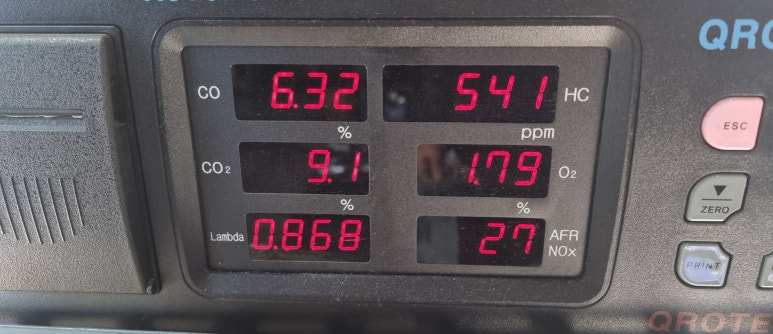 QRO
CO 6.32 541 HC
% ppm
CO₂ 9.1 1.79 O₂
% %
Lambda 0.868 27 AFR
NOx
ESC
ZERO
PRINT
QROTE